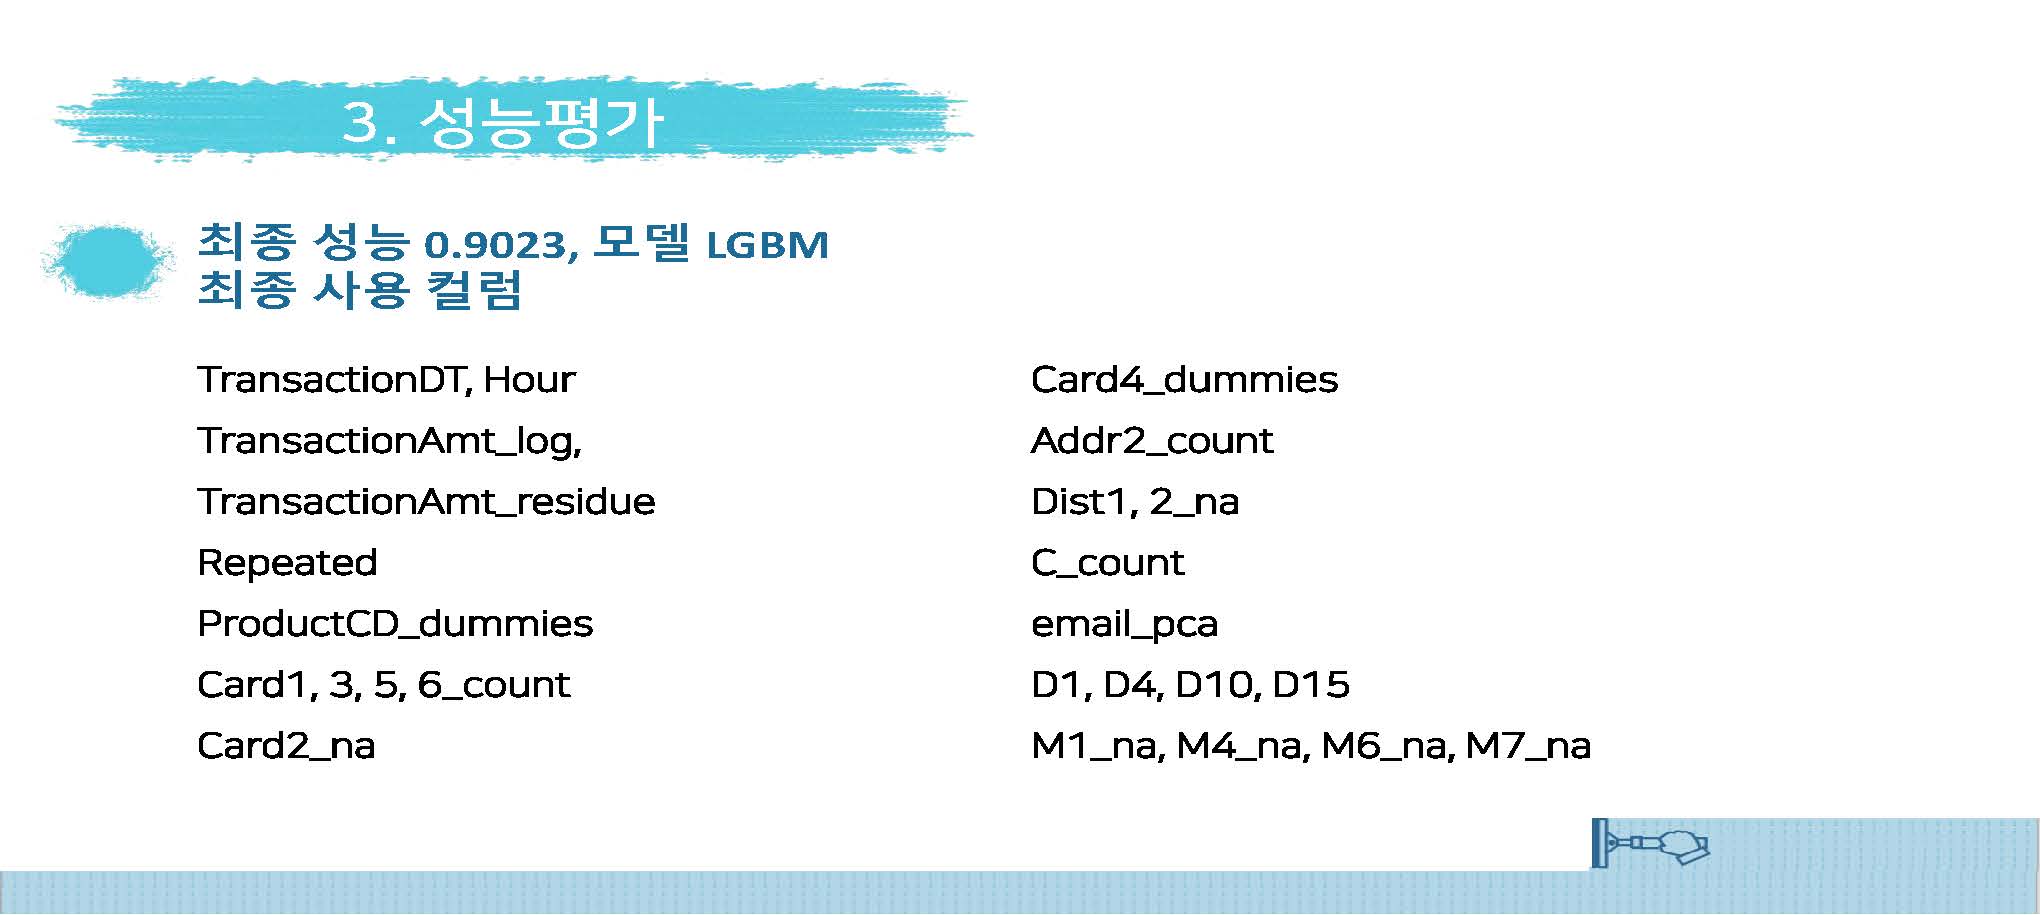 3. 성능평가
최종 성능 0.9023, 모델 LGBM
최종 사용 컬럼
TransactionDT, Hour
TransactionAmt_log,
TransactionAmt_residue
Repeated
ProductCD_dummies
Card1, 3, 5, 6_count
Card2_na
Card4_dummies
Addr2_count
Dist1, 2_na
C_count
email_pca
D1, D4, D10, D15
M1_na, M4_na, M6_na, M7_na